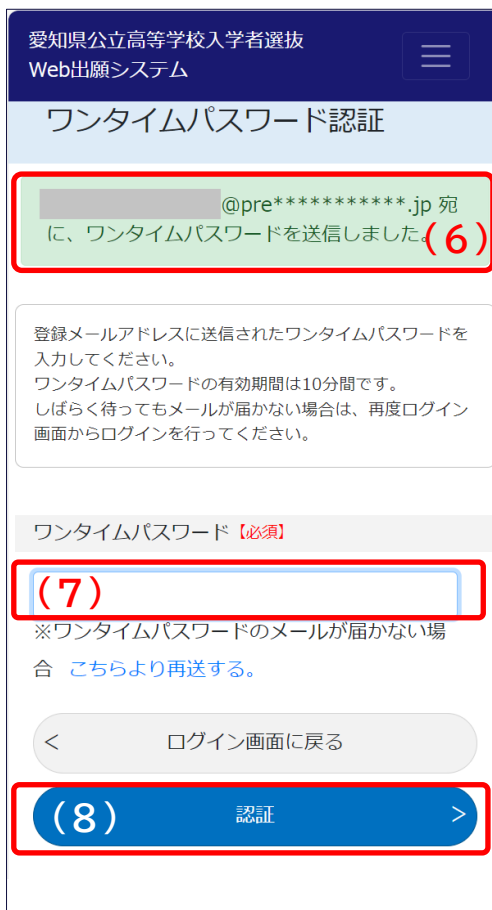 愛知県公立高等学校入学者選抜
Web出願システム
ワンタイムパスワード認証
@pre***********.jp 宛
に、ワンタイムパスワードを送信しました。
(6)
登録メールアドレスに送信されたワンタイムパスワードを
入力してください。
ワンタイムパスワードの有効期間は10分間です。
しばらく待ってもメールが届かない場合は、再度ログイン
画面からログインを行ってください。
ワンタイムパスワード【必須】
(7)
※ワンタイムパスワードのメールが届かない場
合 こちらより再送する。
< ログイン画面に戻る
(8) 認証 >